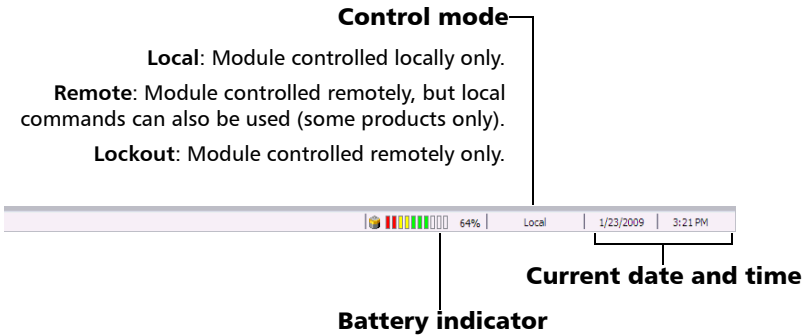 Control mode
Local: Module controlled locally only.
Remote: Module controlled remotely, but local
commands can also be used (some products only).
Lockout: Module controlled remotely only.
64% Local 1/23/2009 3:21 PM
Current date and time
Battery indicator